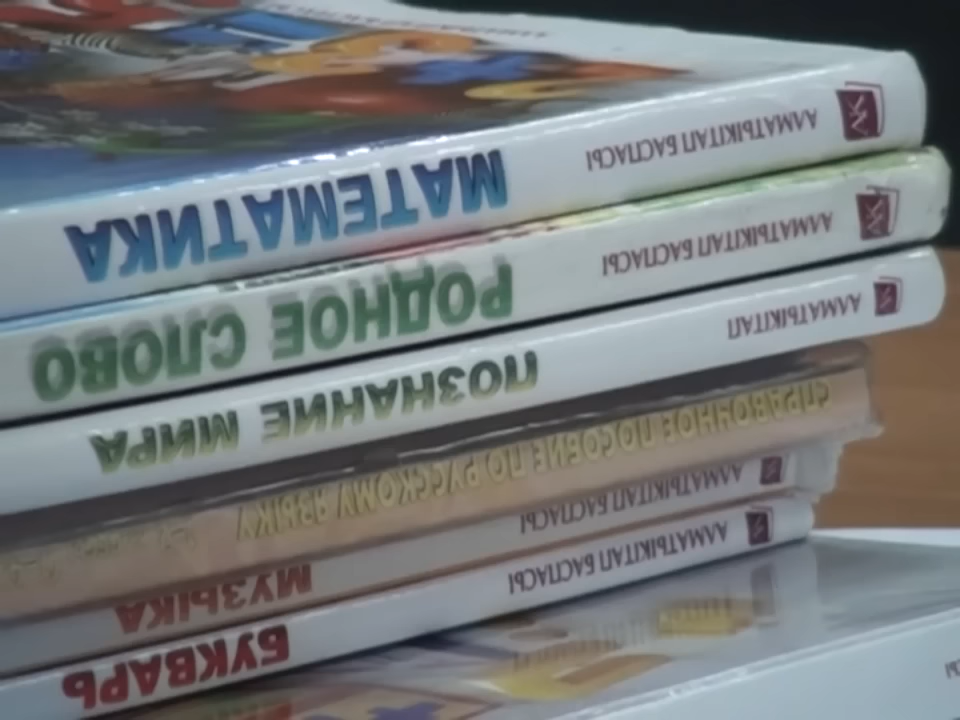 АЛМАТЫКІТАП БАСПАСЫ МАТЕМАТИКА
АЛМАТЫКІТАП БАСПАСЫ РОДНОЕ СЛОВО
АЛМАТЫКІТАП ПОЗНАНИЕ МИРА
СПРАВОЧНОЕ ПОСОБИЕ ПО РУССКОМУ ЯЗЫКУ
АЛМАТЫКІТАП БАСПАСЫ МУЗЫКА
АЛМАТЫКІТАП БАСПАСЫ БУКВАРЬ